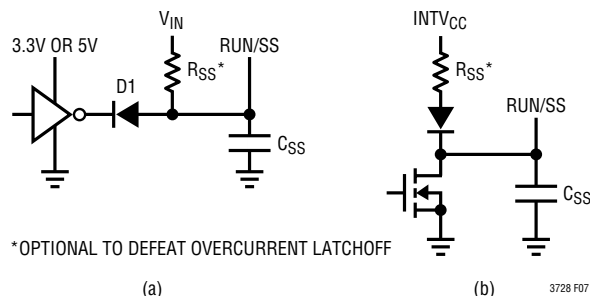 V_IN
INTV_CC
3.3V OR 5V
RUN/SS
D1
R_SS*
R_SS*
RUN/SS
C_SS
C_SS
*OPTIONAL TO DEFEAT OVERCURRENT LATCHOFF
(a)
(b)
3728 F07